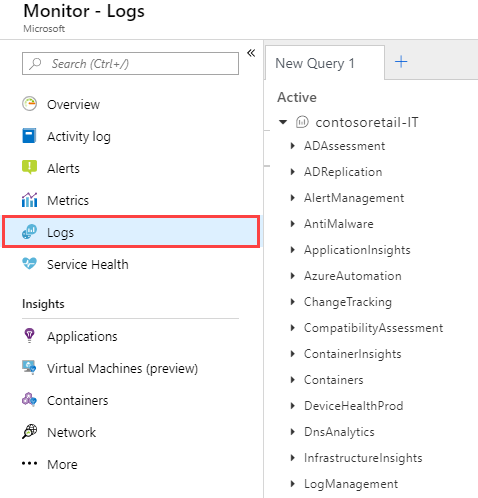 Monitor - Logs
Microsoft
Search (Ctrl+/)
«
Overview
Activity log
Alerts
Metrics
Logs
Service Health
Insights
Applications
Virtual Machines (preview)
Containers
Network
More
New Query 1
+
Active
contosoretail-IT
ADAssessment
ADReplication
AlertManagement
AntiMalware
ApplicationInsights
AzureAutomation
ChangeTracking
CompatibilityAssessment
ContainerInsights
Containers
DeviceHealthProd
DnsAnalytics
InfrastructureInsights
LogManagement